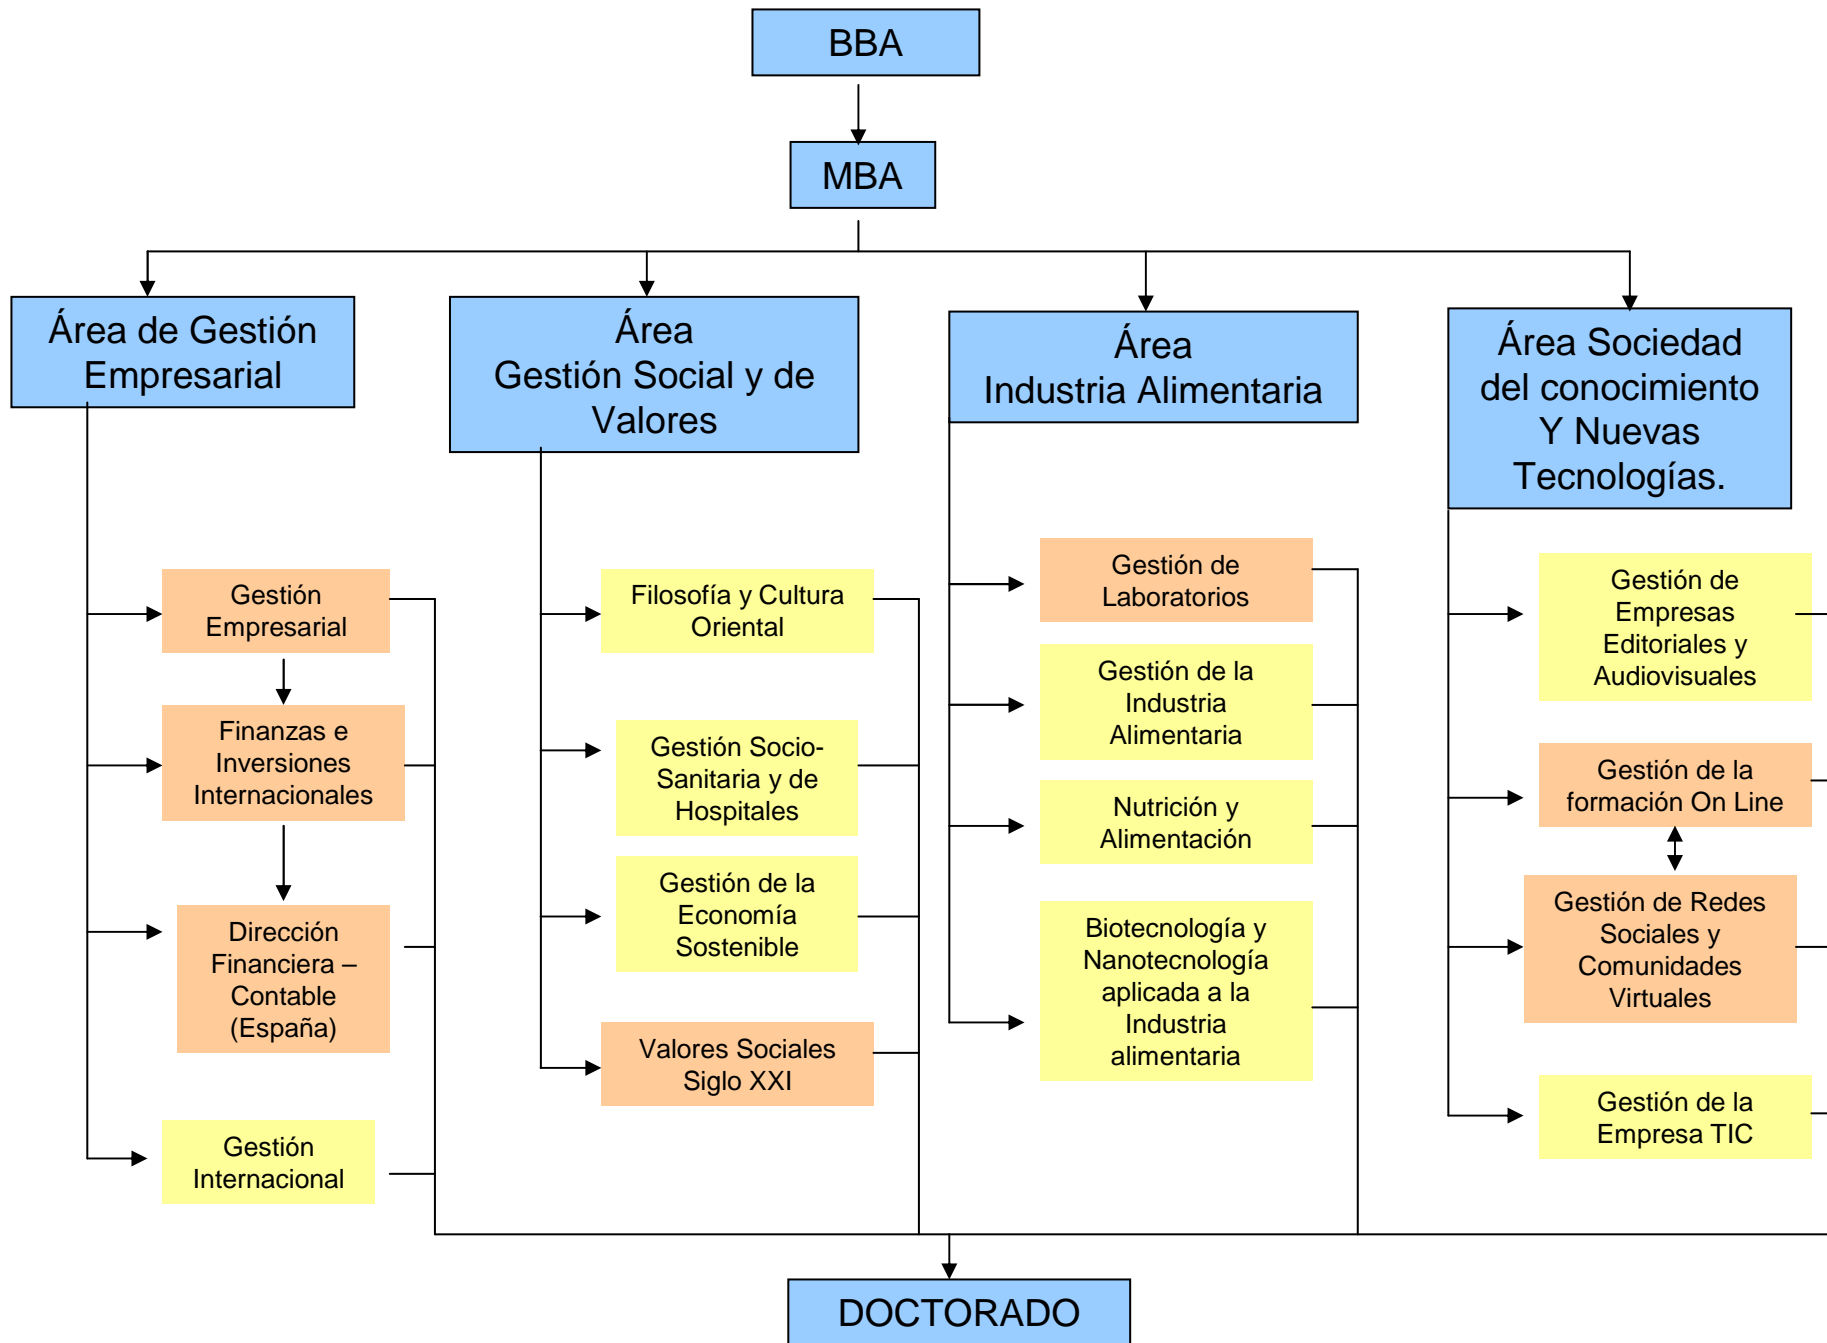 BBA
MBA
Área de Gestión
Empresarial
Área
Gestión Social y de
Valores
Área
Industria Alimentaria
Área Sociedad
del conocimiento
Y Nuevas
Tecnologías.
Gestión
Empresarial
Finanzas e
Inversiones
Internacionales
Dirección
Financiera –
Contable
(España)
Gestión
Internacional
Filosofía y Cultura
Oriental
Gestión Socio-
Sanitaria y de
Hospitales
Gestión de la
Economía
Sostenible
Valores Sociales
Siglo XXI
Gestión de
Laboratorios
Gestión de la
Industria
Alimentaria
Nutrición y
Alimentación
Biotecnología y
Nanotecnología
aplicada a la
Industria
alimentaria
Gestión de
Empresas
Editoriales y
Audiovisuales
Gestión de la
formación On Line
Gestión de Redes
Sociales y
Comunidades
Virtuales
Gestión de la
Empresa TIC
DOCTORADO